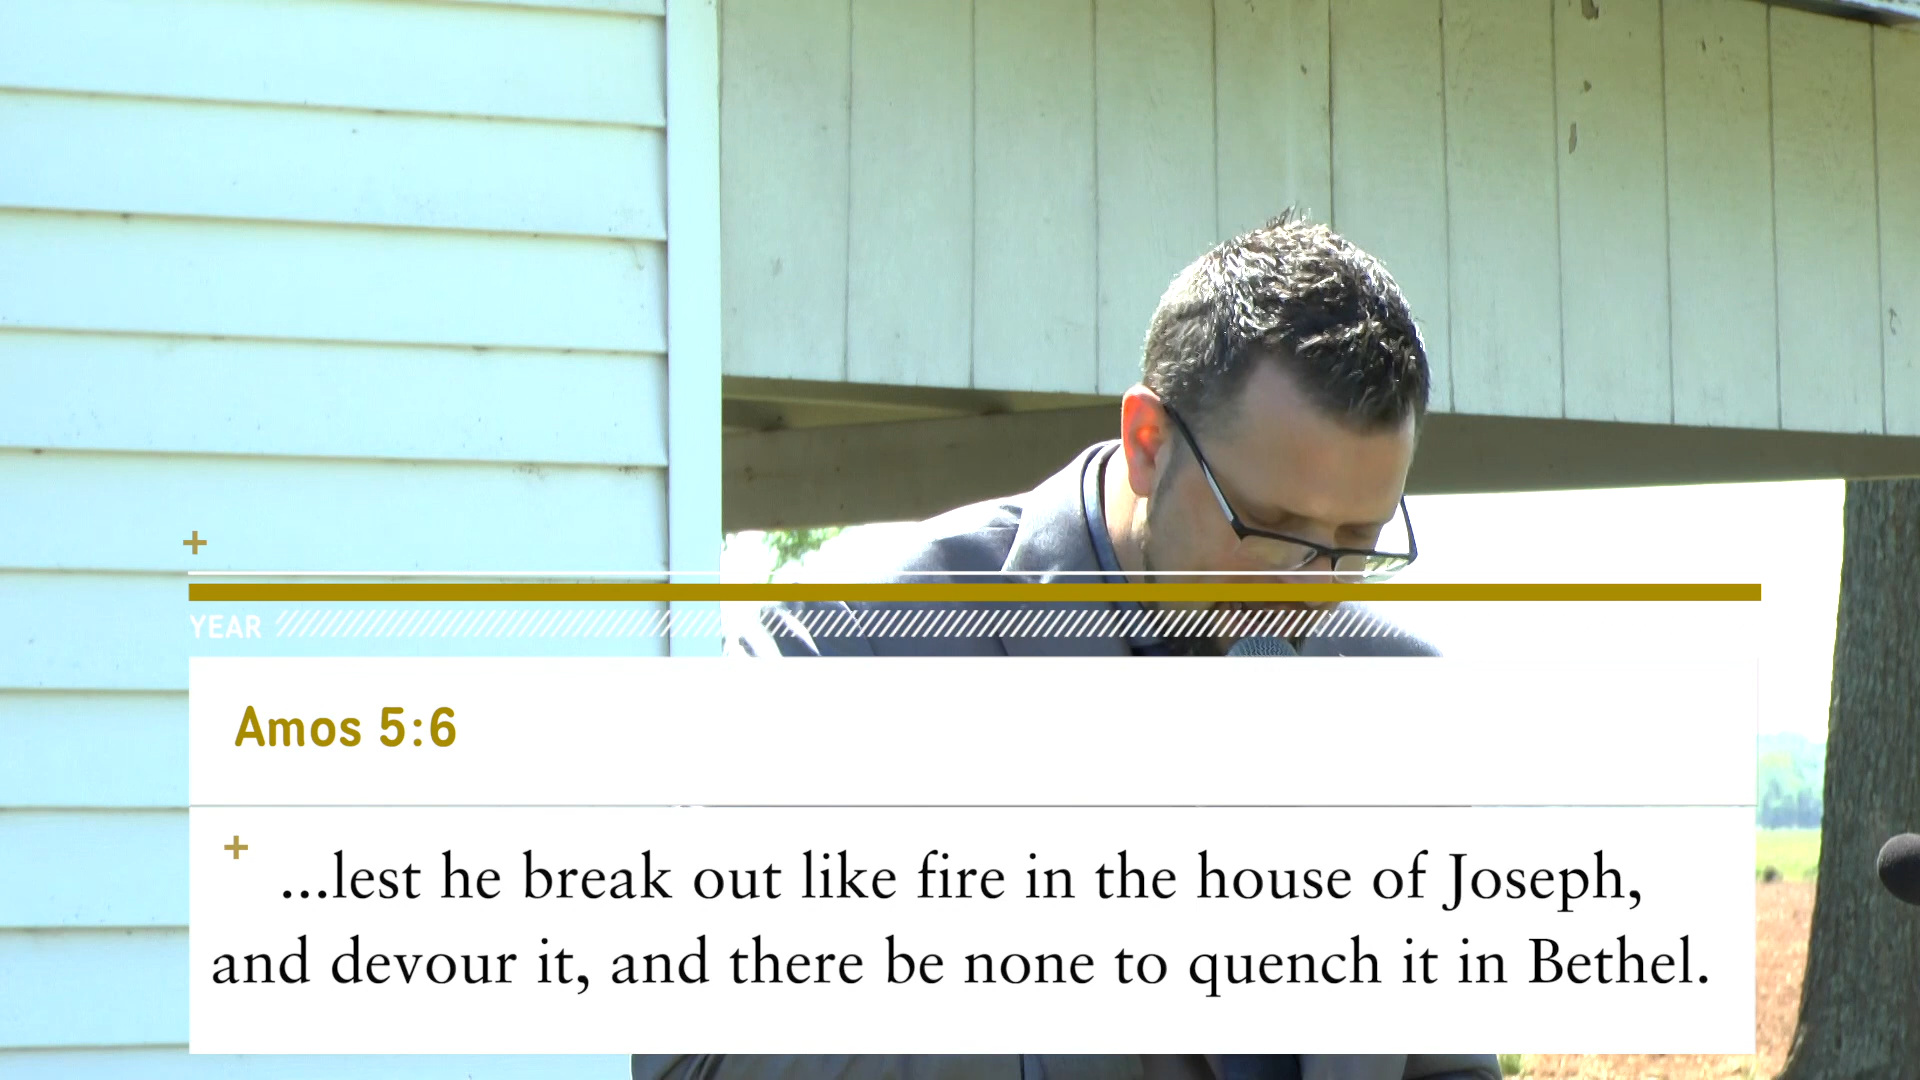 YEAR
Amos 5:6
...lest he break out like fire in the house of Joseph,
and devour it, and there be none to quench it in Bethel.